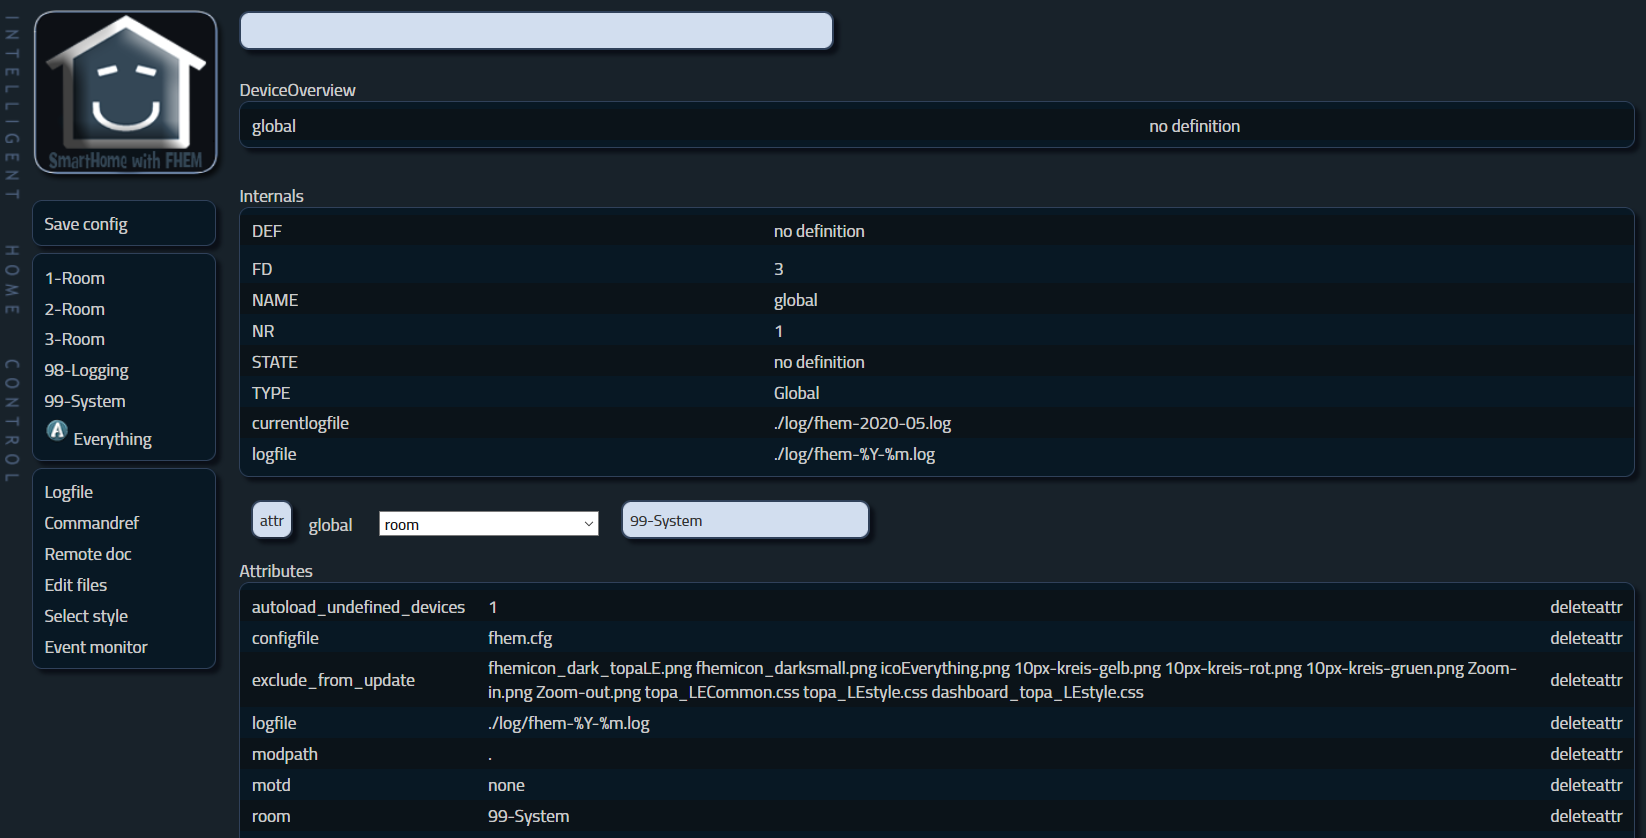 INTELLIGENT HOME CONTROL
SmartHome with FHEM
Save config
1-Room
2-Room
3-Room
98-Logging
99-System
A Everything
Logfile
Commandref
Remote doc
Edit files
Select style
Event monitor
DeviceOverview
global no definition
Internals
DEF no definition
FD 3
NAME global
NR 1
STATE no definition
TYPE Global
currentlogfile ./log/fhem-2020-05.log
logfile ./log/fhem-%Y-%m.log
attr global room 99-System
Attributes
autoload_undefined_devices 1 deleteattr
configfile fhem.cfg deleteattr
exclude_from_update fhemicon_dark_topaLE.png fhemicon_darksmall.png icoEverything.png 10px-kreis-gelb.png 10px-kreis-rot.png 10px-kreis-gruen.png Zoom-
in.png Zoom-out.png topa_LECommon.css topa_LEstyle.css dashboard_topa_LEstyle.css deleteattr
logfile ./log/fhem-%Y-%m.log deleteattr
modpath . deleteattr
motd none deleteattr
room 99-System deleteattr